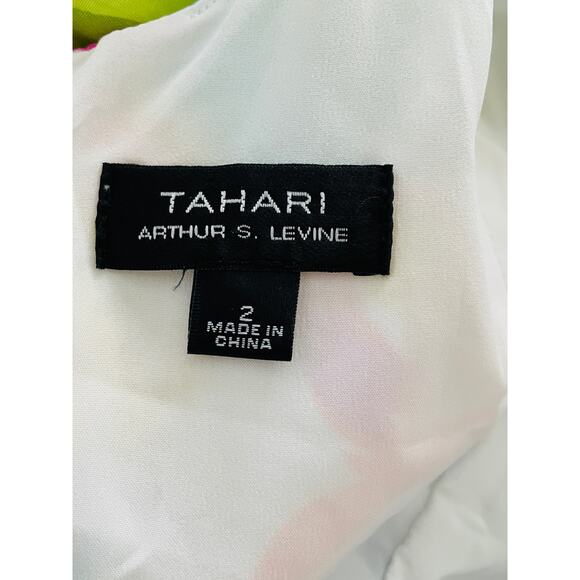 TAHARI
ARTHUR S. LEVINE
2
MADE IN
CHINA